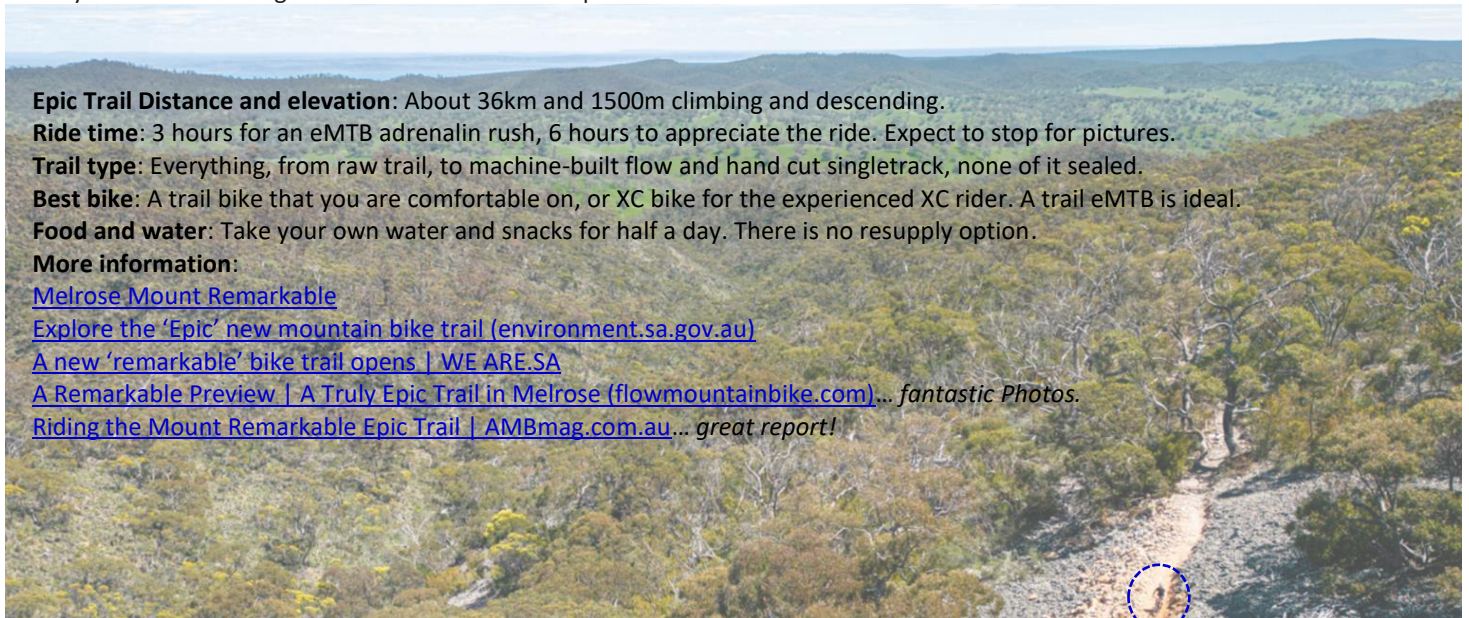 Epic Trail Distance and elevation: About 36km and 1500m climbing and descending.
Ride time: 3 hours for an eMTB adrenalin rush, 6 hours to appreciate the ride. Expect to stop for pictures.
Trail type: Everything, from raw trail, to machine-built flow and hand cut singletrack, none of it sealed.
Best bike: A trail bike that you are comfortable on, or XC bike for the experienced XC rider. A trail eMTB is ideal.
Food and water: Take your own water and snacks for half a day. There is no resupply option.
More information:
Melrose Mount Remarkable
Explore the ‘Epic’ new mountain bike trail (environment.sa.gov.au)
A new ‘remarkable’ bike trail opens | WE ARE.SA
A Remarkable Preview | A Truly Epic Trail in Melrose (flowmountainbike.com)… fantastic Photos.
Riding the Mount Remarkable Epic Trail | AMBmag.com.au… great report!